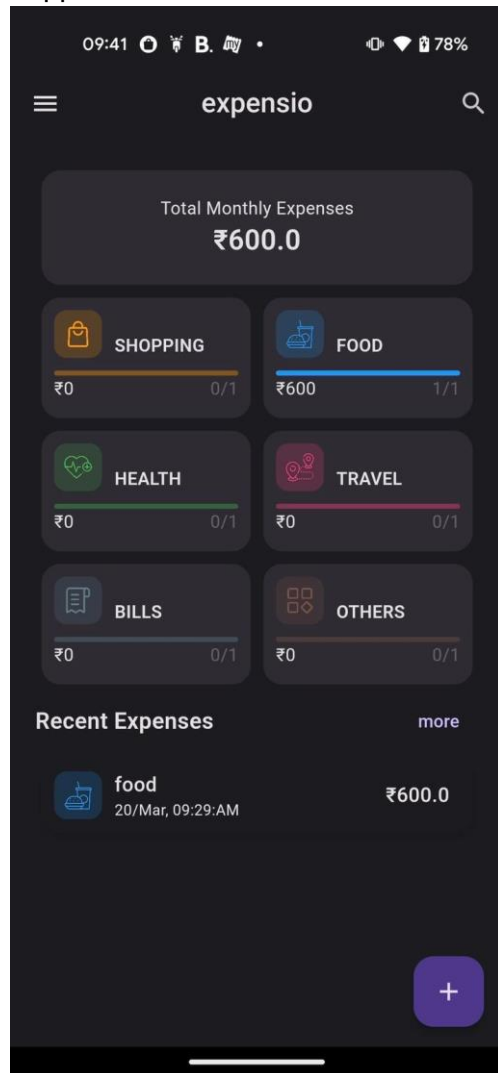 09:41 B. 78%
expensio
Total Monthly Expenses
₹600.0
SHOPPING FOOD
₹0 0/1 ₹600 1/1
HEALTH TRAVEL
₹0 0/1 ₹0 0/1
BILLS OTHERS
₹0 0/1 ₹0 0/1
Recent Expenses more
food
20/Mar, 09:29:AM ₹600.0
+